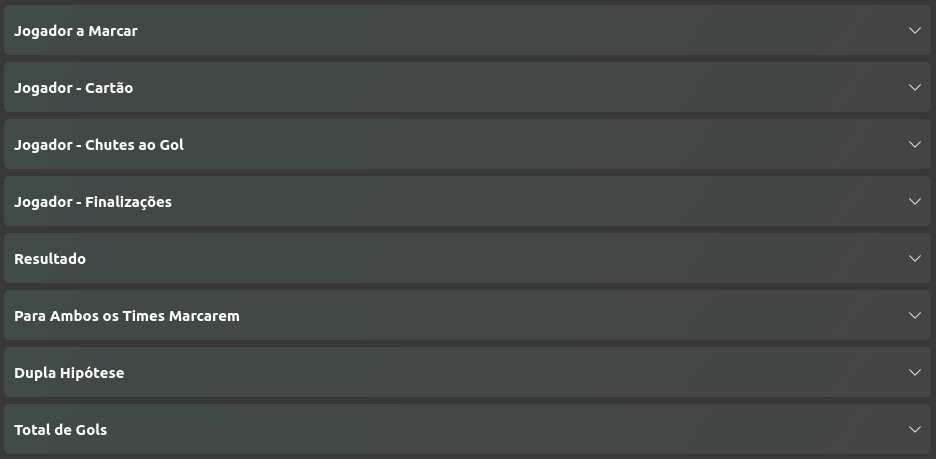 Jogador a Marcar
Jogador - Cartão
Jogador - Chutes ao Gol
Jogador - Finalizações
Resultado
Para Ambos os Times Marcarem
Dupla Hipótese
Total de Gols